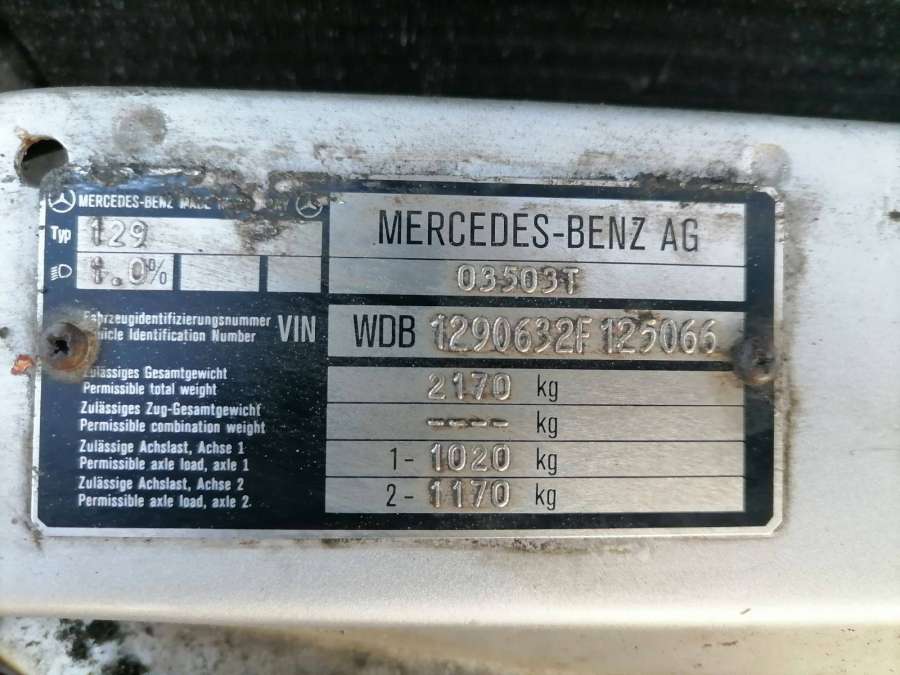 MERCEDES-BENZ MADE
Typ 129
1.0%
MERCEDES-BENZ AG
03503T
Fahrzeugidentifizierungsnummer
Vehicle Identification Number
VIN WDB 1290632F125066
Zulässiges Gesamtgewicht
Permissible total weight
2170 kg
Zulässiges Zug-Gesamtgewicht
Permissible combination weight
---- kg
Zulässige Achslast, Achse 1
Permissible axle load, axle 1
1- 1020 kg
Zulässige Achslast, Achse 2
Permissible axle load, axle 2
2- 1170 kg